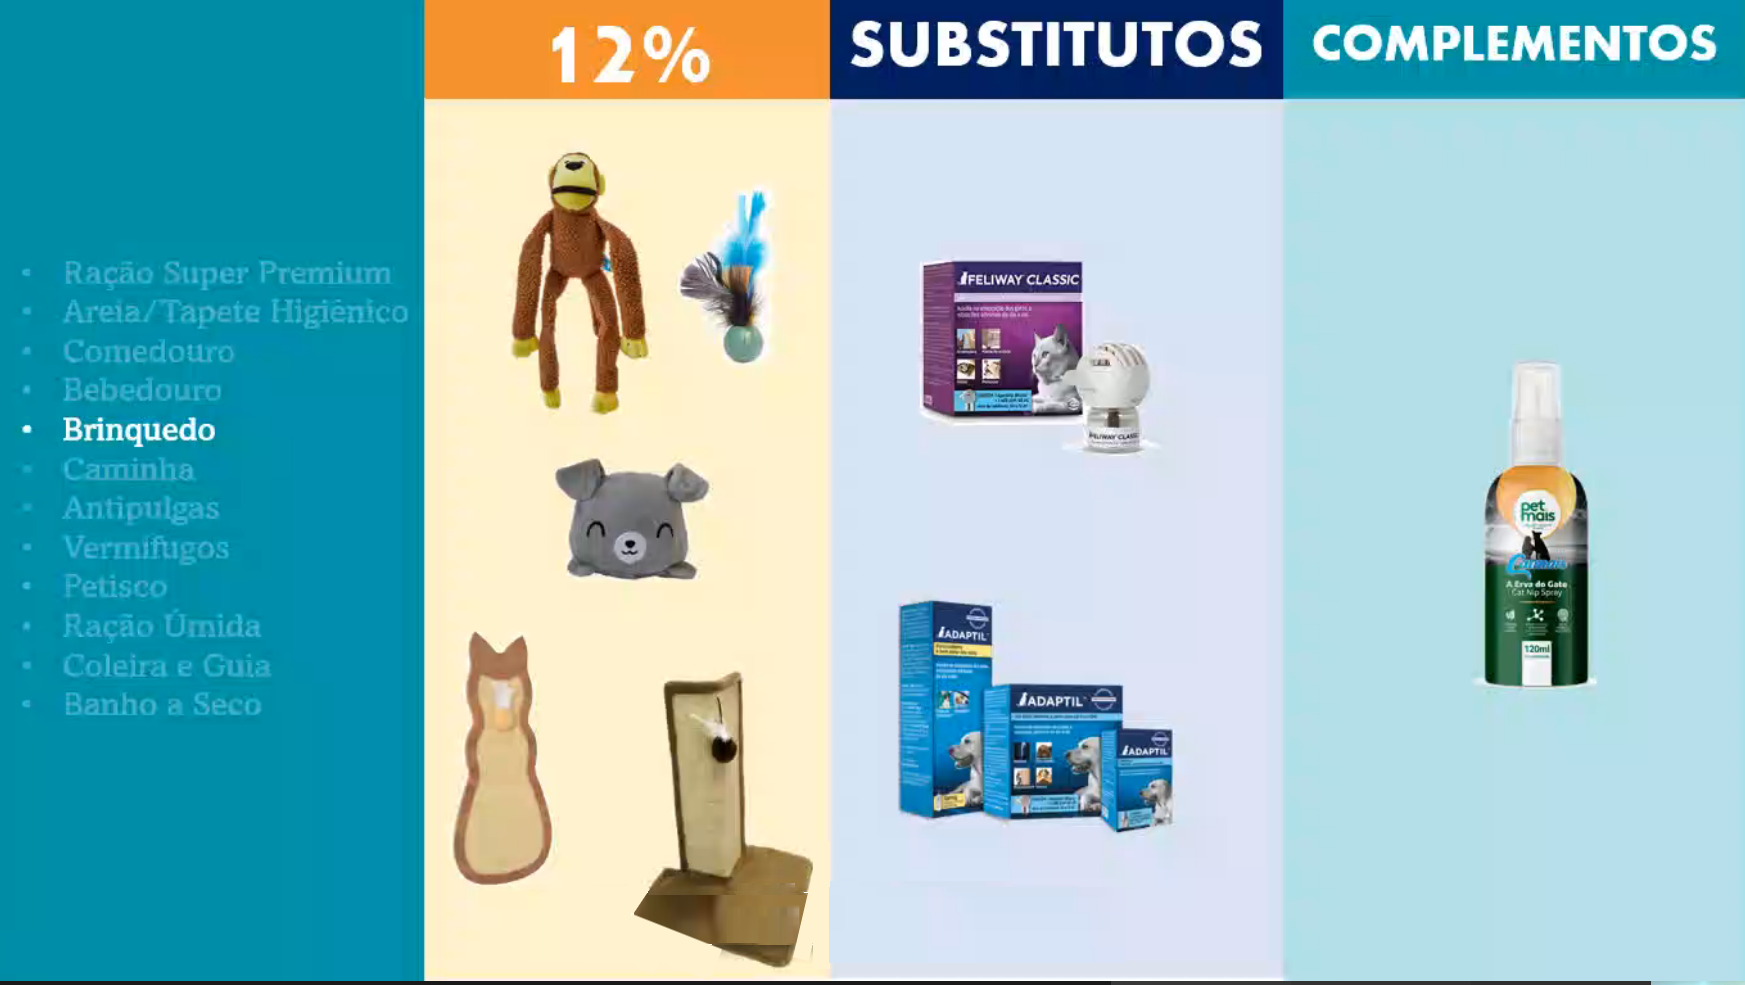 12%
SUBSTITUTOS
COMPLEMENTOS
• Ração Super Premium
• Areia/Tapete Higiênico
• Comedouro
• Bebedouro
• Brinquedo
• Caminha
• Antipulgas
• Vermífugos
• Petisco
• Ração Úmida
• Coleira e Guia
• Banho a Seco
FELIWAY CLASSIC
FELIWAY CLASSIC
ADAPTIL
ADAPTIL
ADAPTIL
pet
mais
A Erva do Gato
Cat Nip Spray
120ml